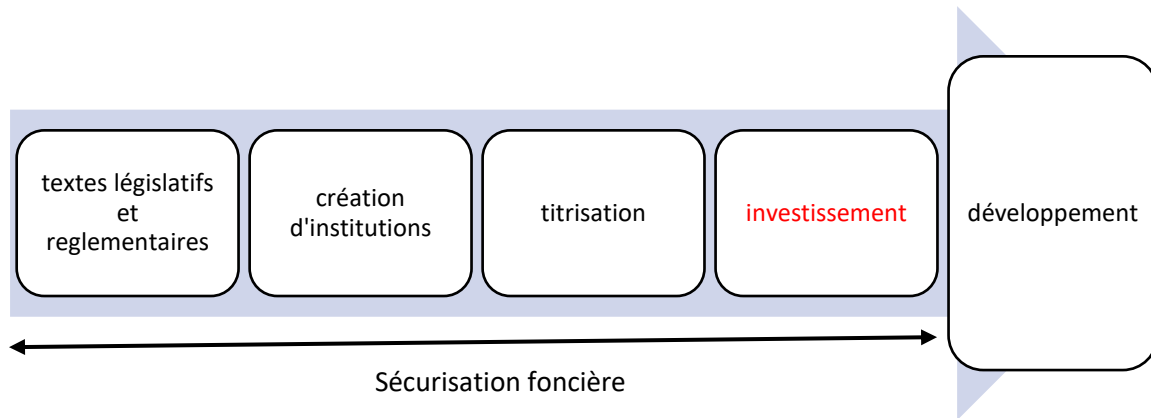 textes législatifs
et
reglementaires
création
d'institutions
titrisation
investissement
développement
Sécurisation foncière